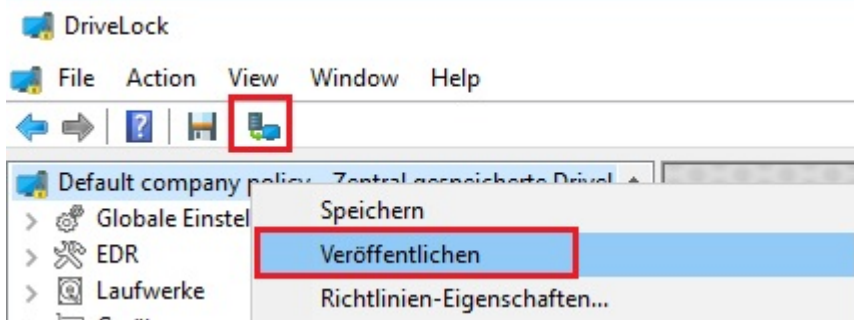 DriveLock
File Action View Window Help
Default company policy - Zentral gespeicherte Drivel
Globale Einstel
Speichern
EDR
Veröffentlichen
Laufwerke
Richtlinien-Eigenschaften...